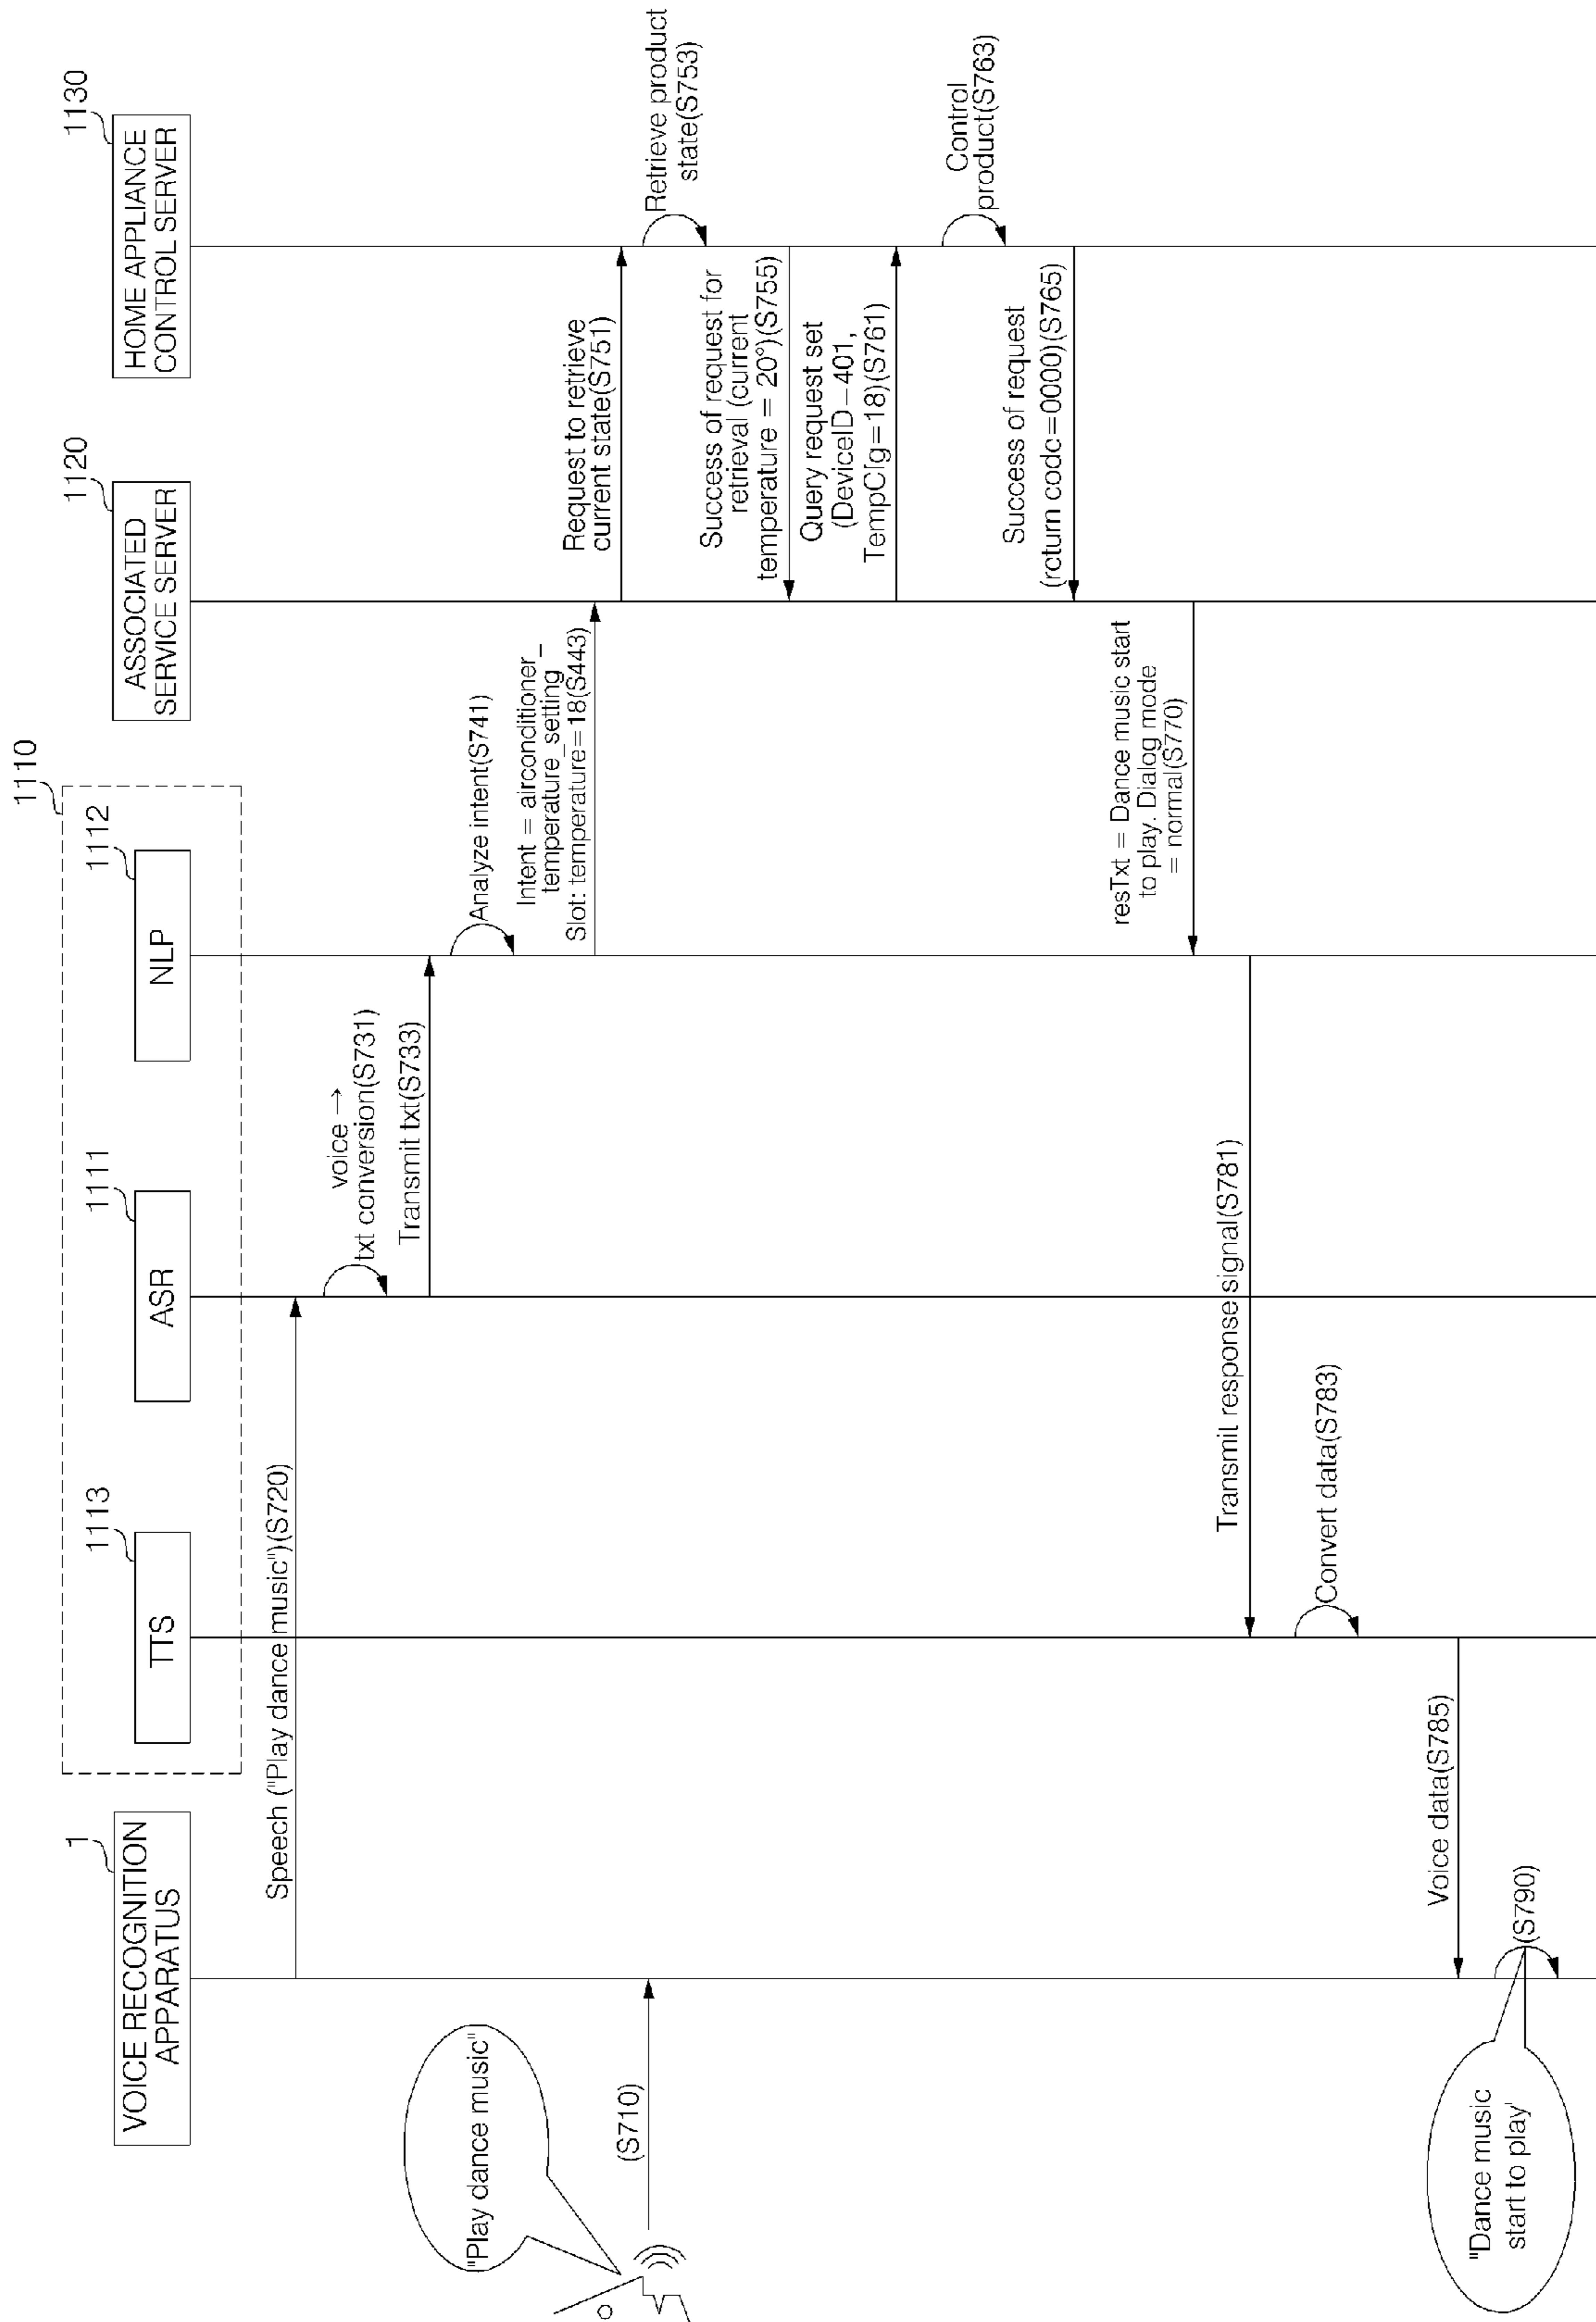 1
VOICE RECOGNITION
APPARATUS
1110
1113
TTS
1111
ASR
1112
NLP
1120
ASSOCIATED
SERVICE SERVER
1130
HOME APPLIANCE
CONTROL SERVER
"Play dance music"
(S710)
Speech ("Play dance music")(S720)
voice →
txt conversion(S731)
Transmit txt(S733)
Analyze intent(S741)
Intent = airconditioner_
temperature_setting
Slot: temperature=18(S443)
Request to retrieve
current state(S751)
Retrieve product
state(S753)
Success of request for
retrieval (current
temperature = 20°)(S755)
Query request set
(DeviceID-401,
TempCfg=18)(S761)
Control
product(S763)
Success of request
(return code=0000)(S765)
resTxt = Dance music start
to play. Dialog mode
= normal(S770)
Transmit response signal(S781)
Convert data(S783)
Voice data(S785)
(S790)
"Dance music
start to play'